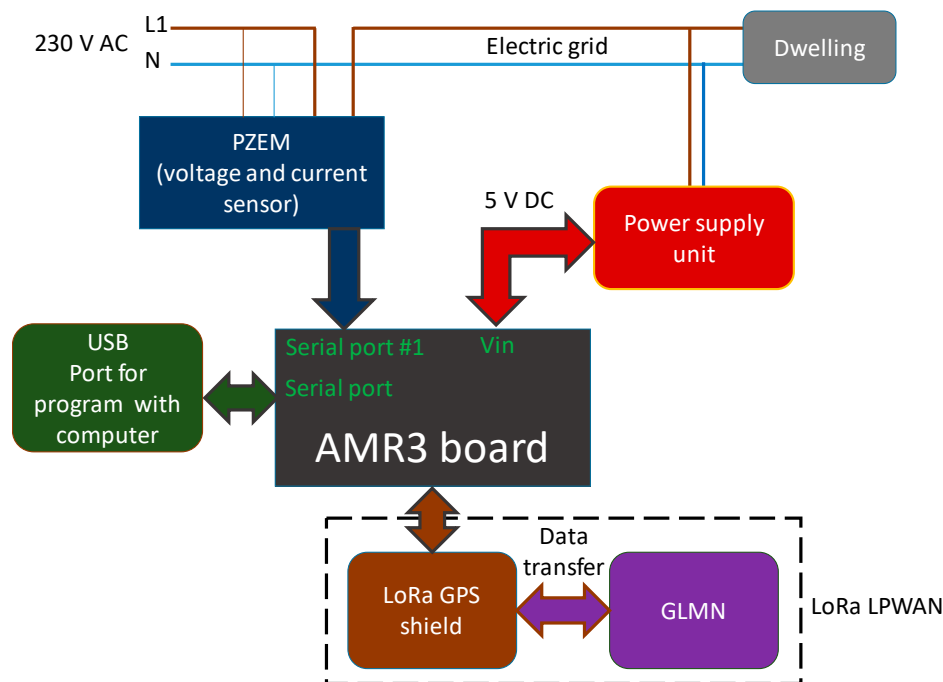 L1
230 V AC
N
Electric grid
Dwelling
PZEM
(voltage and current
sensor)
5 V DC
Power supply
unit
USB
Port for
program with
computer
Serial port #1
Vin
Serial port
AMR3 board
Data
transfer
LoRa GPS
shield
GLMN
LoRa LPWAN